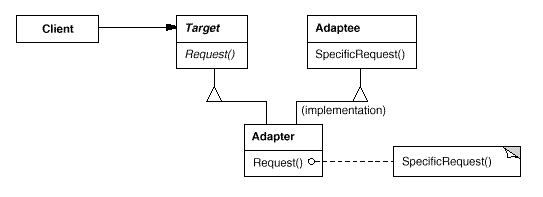 Client
Target
Request()
Adaptee
SpecificRequest()
(implementation)
Adapter
Request()
SpecificRequest()